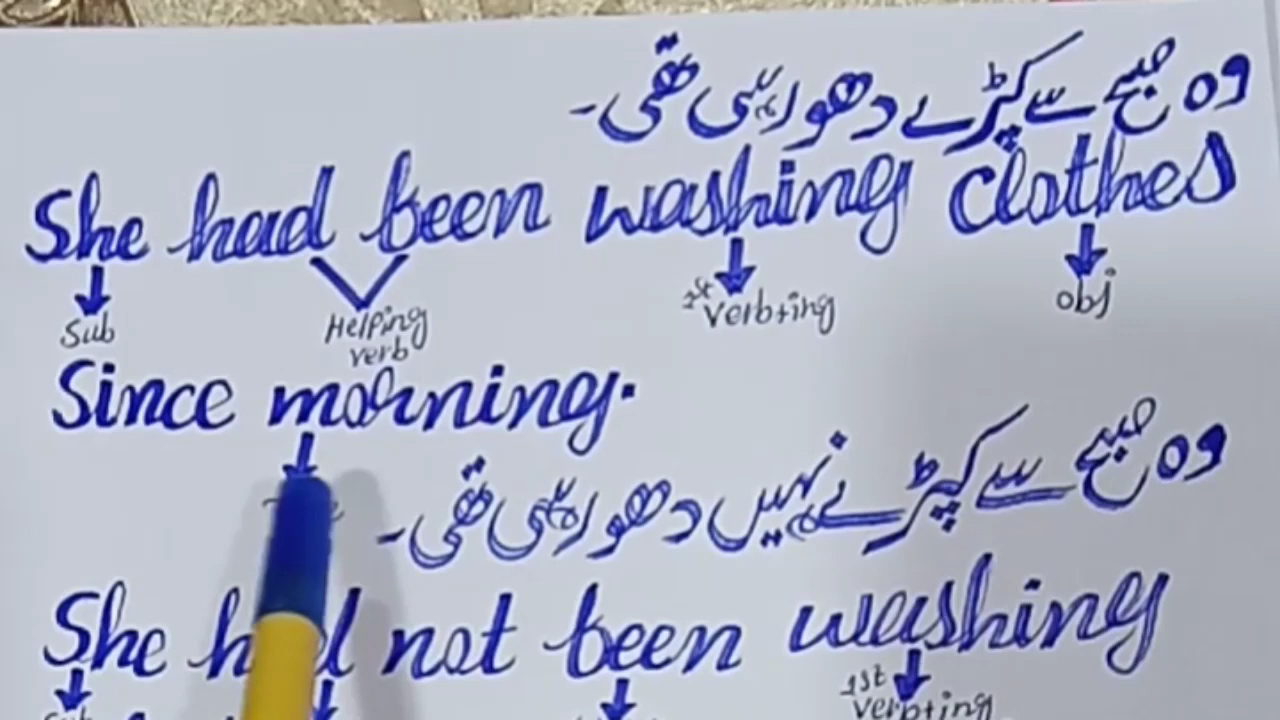 وہ صبح سے کپڑے دھو رہی تھی۔
She had been washing clothes
Sub Helping verb 1st verb+ing obj
Since morning.
وہ صبح سے کپڑے نہیں دھو رہی تھی۔
She had not been washing
1st verb+ing